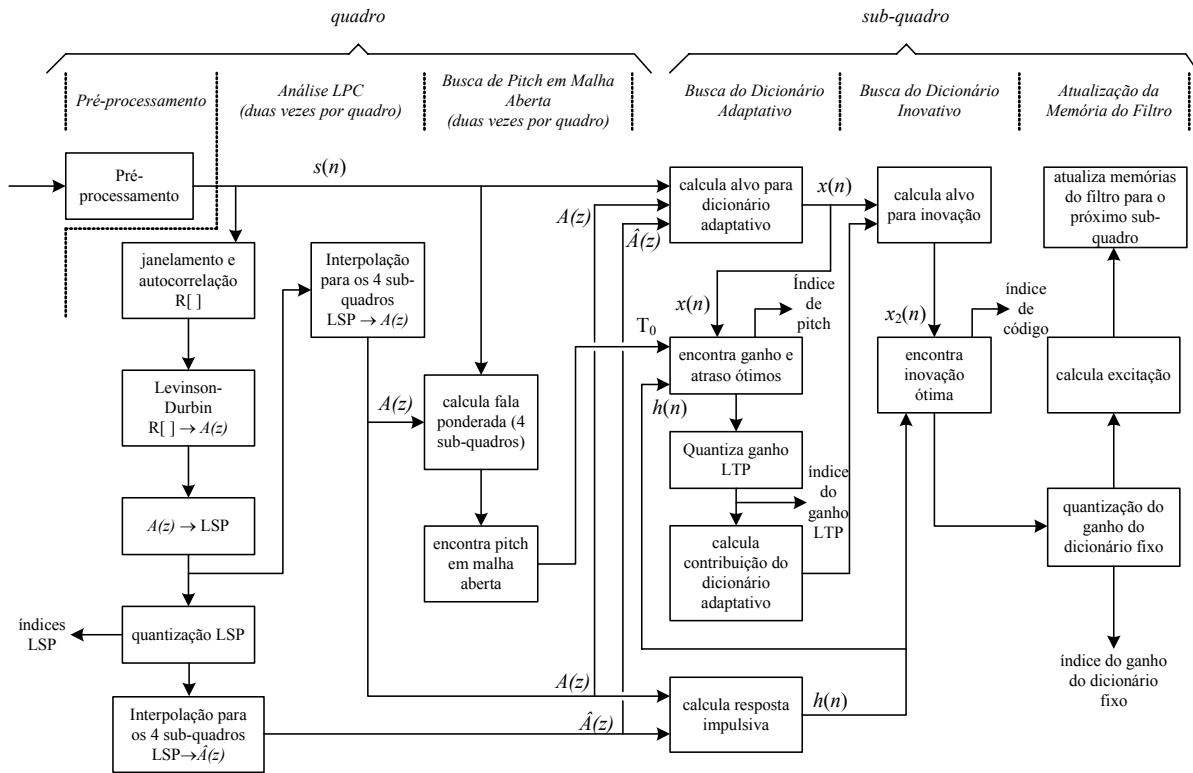 quadro
sub-quadro
Pré-processamento
Análise LPC
(duas vezes por quadro)
Busca de Pitch em Malha
Aberta
(duas vezes por quadro)
Busca do Dicionário
Adaptativo
Busca do Dicionário
Inovativo
Atualização da
Memória do Filtro
Pré-
processamento
s(n)
A(z)
Â(z)
calcula alvo para
dicionário
adaptativo
x(n)
calcula alvo
para inovação
atualiza memórias
do filtro para o
próximo sub-
quadro
janelamento e
autocorrelação
R[ ]
Interpolação
para os 4 sub-
quadros
LSP → A(z)
x(n)
Índice
de
pitch
x2(n)
índice
de
código
T0
Levinson-
Durbin
R[ ] → A(z)
A(z)
calcula fala
ponderada (4
sub-quadros)
encontra ganho e
atraso ótimos
h(n)
encontra
inovação
ótima
calcula excitação
Quantiza ganho
LTP
índice
do
ganho
LTP
A(z) → LSP
encontra pitch
em malha
aberta
calcula
contribuição do
dicionário
adaptativo
quantização do
ganho do
dicionário fixo
índices
LSP
quantização LSP
índice do ganho
do dicionário
fixo
Interpolação para
os 4 sub-quadros
LSP→Â(z)
A(z)
Â(z)
calcula resposta
impulsiva
h(n)